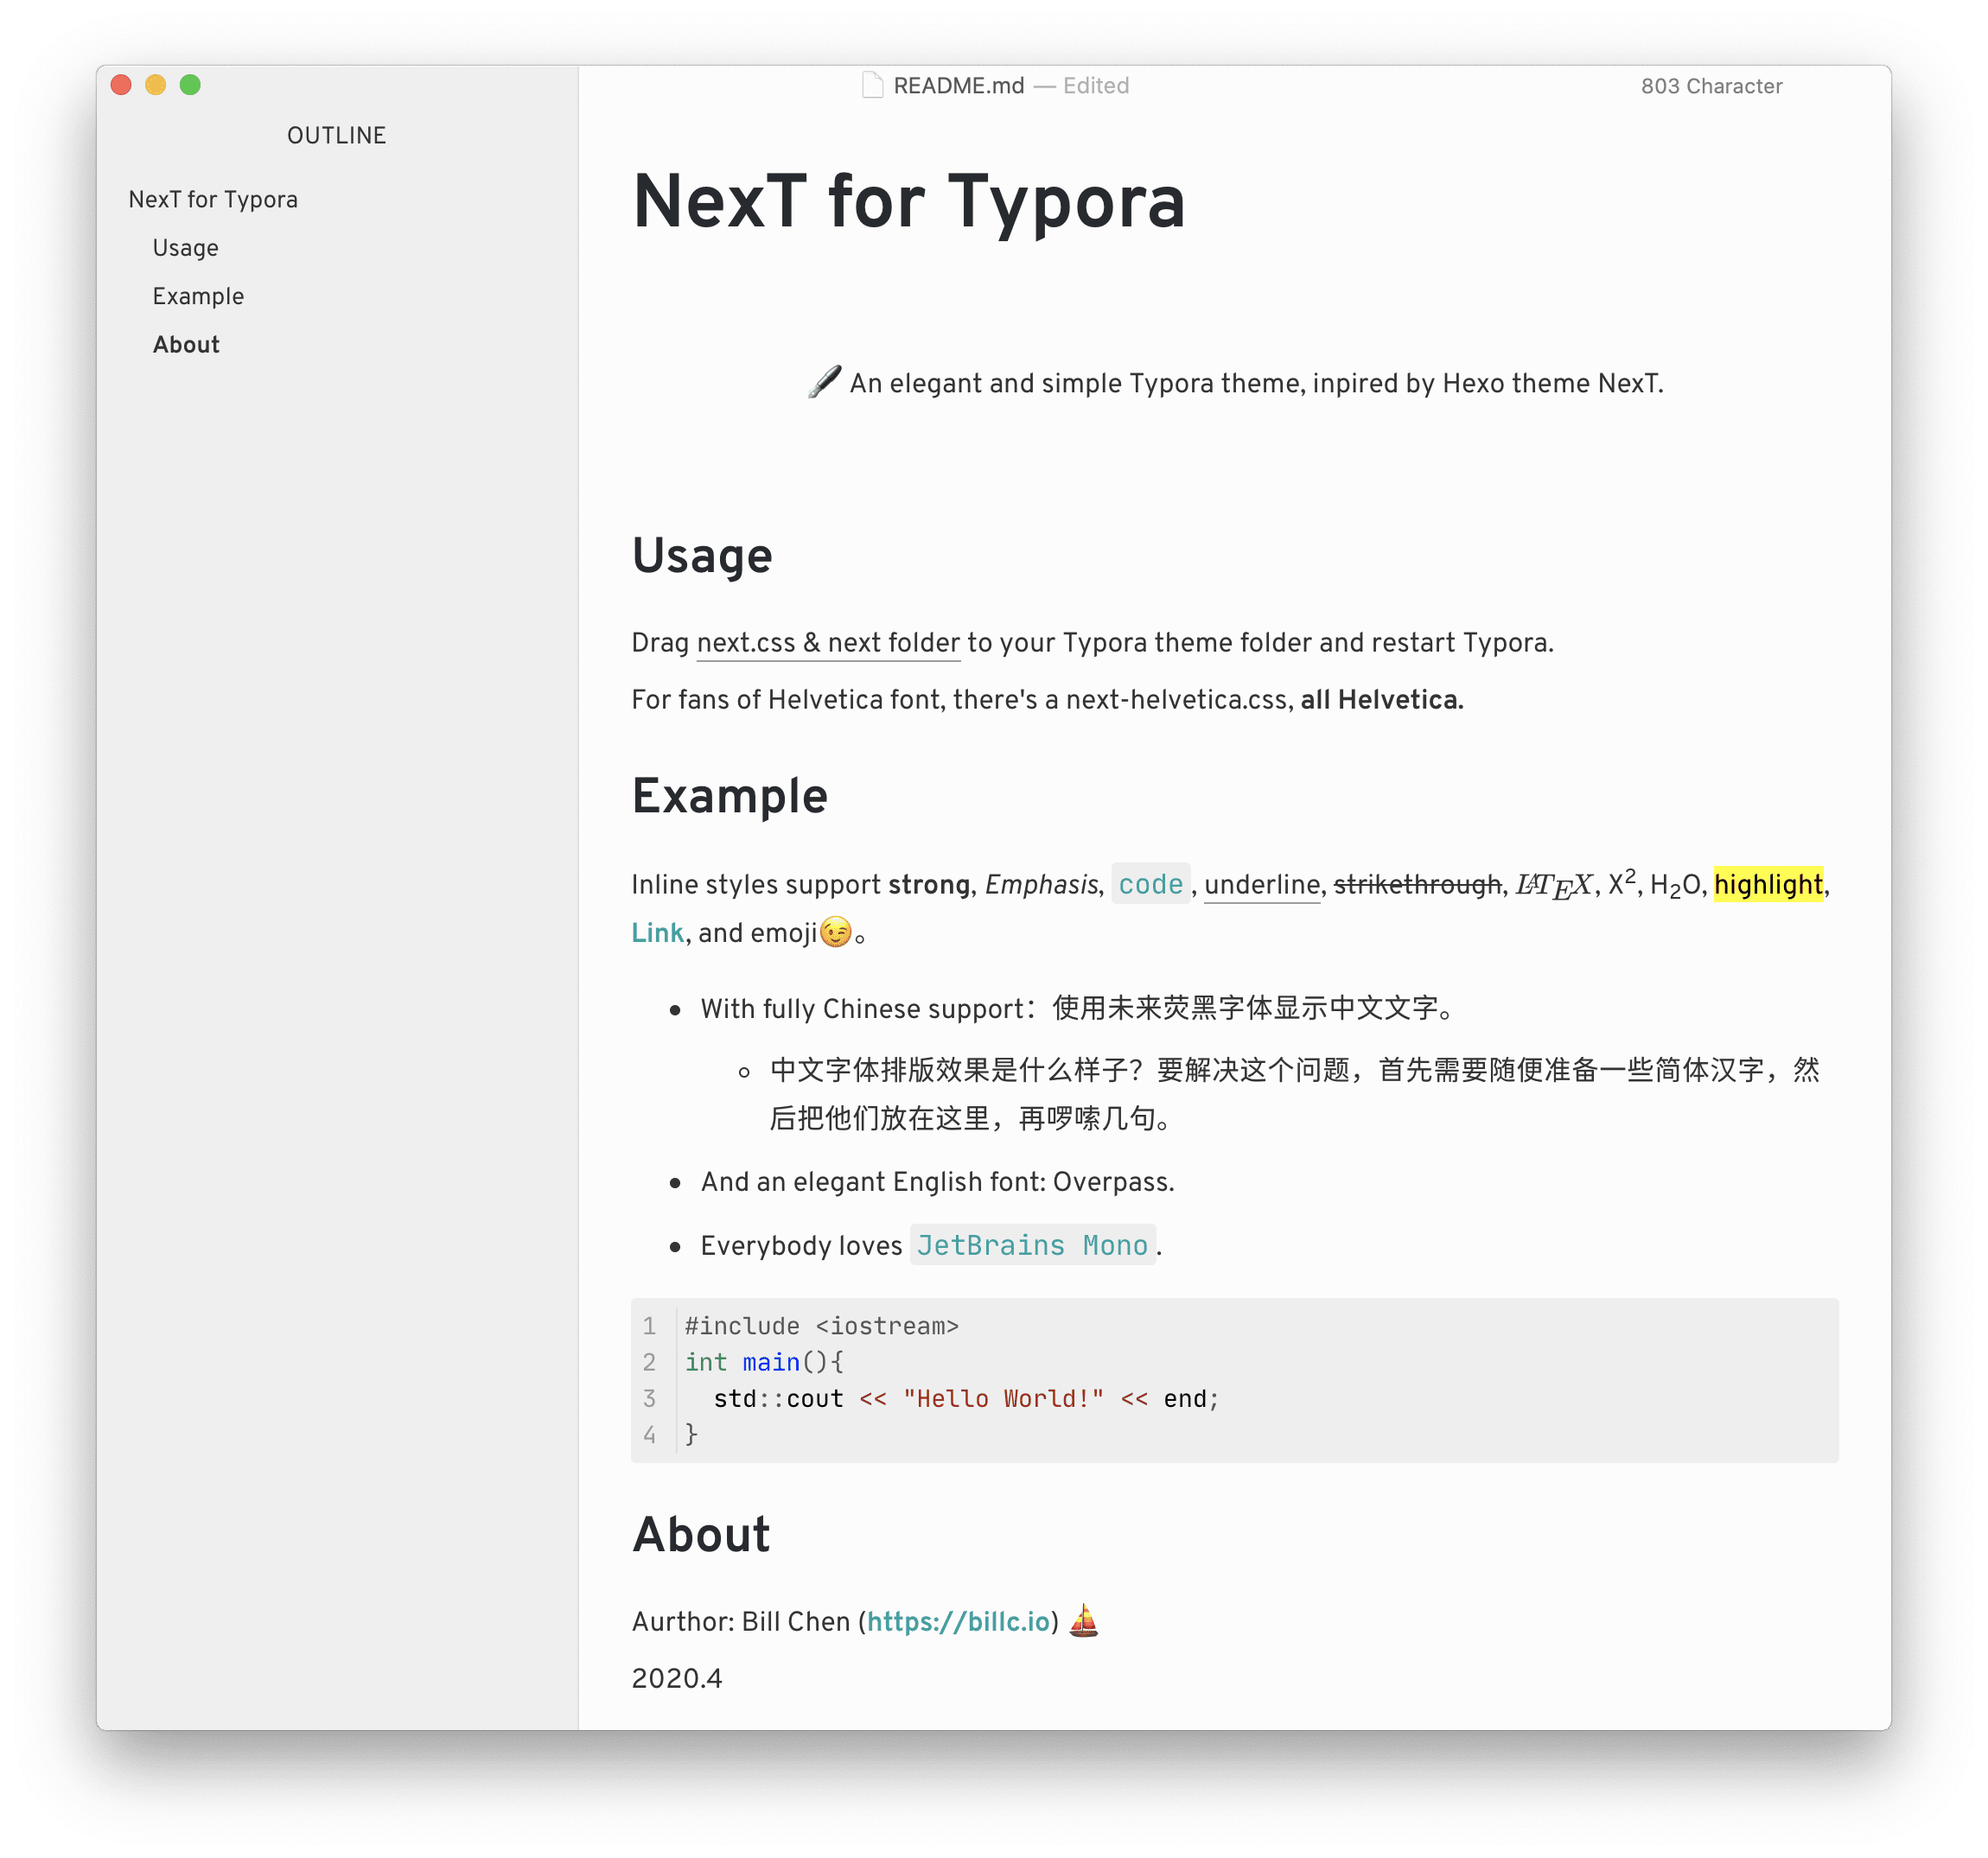 README.md — Edited
803 Character
OUTLINE
NexT for Typora
Usage
Example
About
NexT for Typora
🖋 An elegant and simple Typora theme, inpired by Hexo theme NexT.
Usage
Drag next.css & next folder to your Typora theme folder and restart Typora.
For fans of Helvetica font, there's a next-helvetica.css, all Helvetica.
Example
Inline styles support strong, Emphasis, code, underline, strikethrough, LATEX, X², H₂O, highlight,
Link, and emoji😉。
With fully Chinese support：使用未来荧黑字体显示中文文字。
中文字体排版效果是什么样子？要解决这个问题，首先需要随便准备一些简体汉字，然
后把他们放在这里，再啰嗦几句。
And an elegant English font: Overpass.
Everybody loves JetBrains Mono.
1 #include <iostream>
2 int main(){
3   std::cout << "Hello World!" << end;
4 }
About
Aurthor: Bill Chen (https://billc.io) ⛵
2020.4